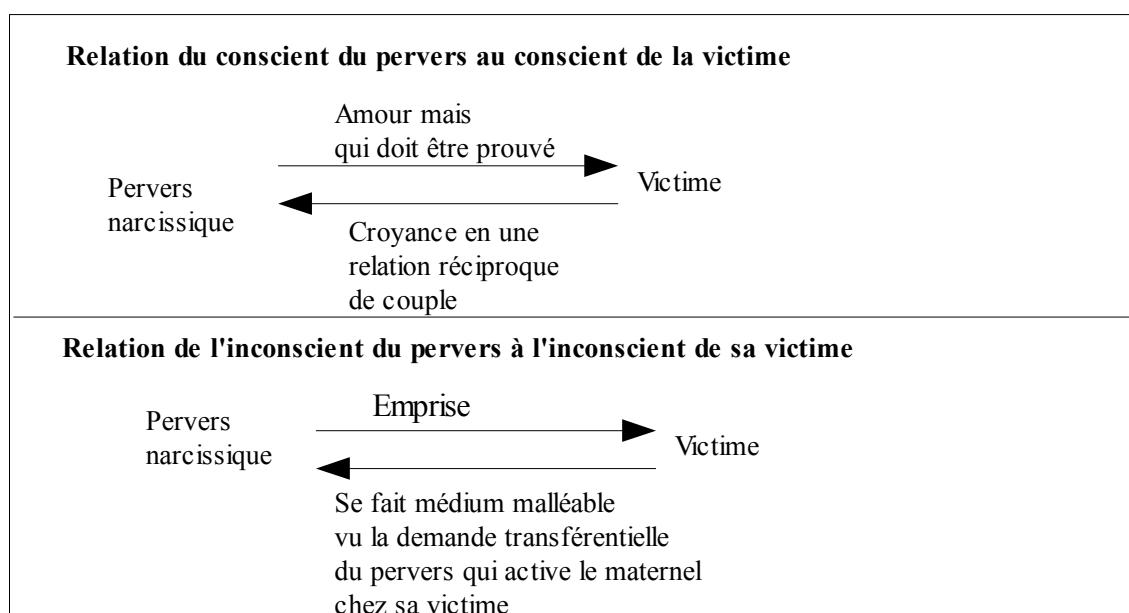 Relation du conscient du pervers au conscient de la victime
Amour mais
qui doit être prouvé
Pervers
narcissique
Victime
Croyance en une
relation réciproque
de couple
Relation de l'inconscient du pervers à l'inconscient de sa victime
Emprise
Pervers
narcissique
Victime
Se fait médium malléable
vu la demande transférentielle
du pervers qui active le maternel
chez sa victime